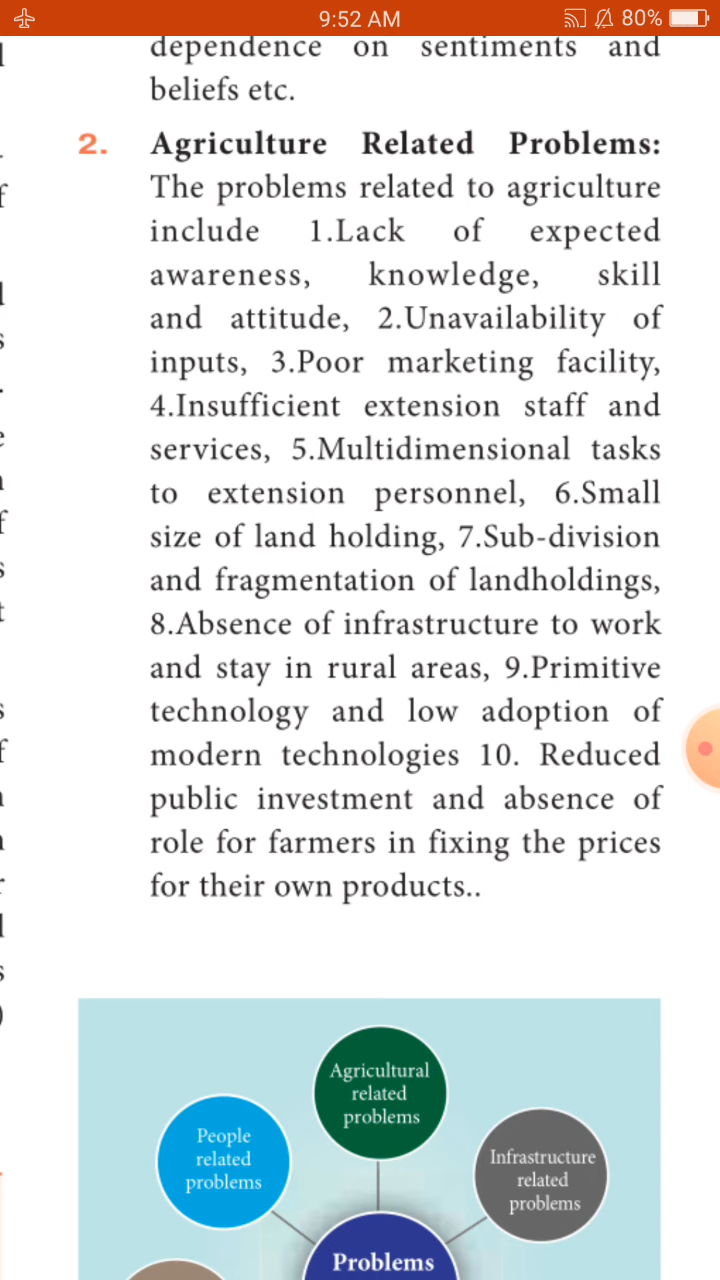 9:52 AM
80%
dependence on sentiments and
beliefs etc.
2. Agriculture Related Problems:
The problems related to agriculture
include 1.Lack of expected
awareness, knowledge, skill
and attitude, 2.Unavailability of
inputs, 3.Poor marketing facility,
4.Insufficient extension staff and
services, 5.Multidimensional tasks
to extension personnel, 6.Small
size of land holding, 7.Sub-division
and fragmentation of landholdings,
8.Absence of infrastructure to work
and stay in rural areas, 9.Primitive
technology and low adoption of
modern technologies 10. Reduced
public investment and absence of
role for farmers in fixing the prices
for their own products..
Agricultural
related
problems
People
related
problems
Infrastructure
related
problems
Problems